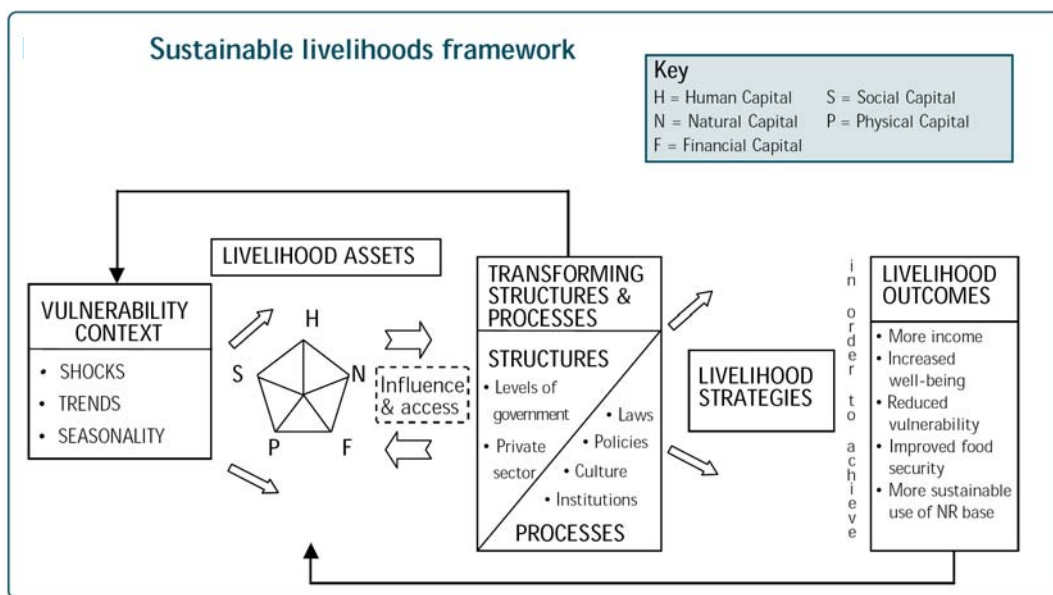 Sustainable livelihoods framework
Key
H = Human Capital
S = Social Capital
N = Natural Capital
P = Physical Capital
F = Financial Capital
LIVELIHOOD ASSETS
VULNERABILITY
CONTEXT
• SHOCKS
• TRENDS
• SEASONALITY
H
S
N
P
F
Influence
& access
TRANSFORMING
STRUCTURES &
PROCESSES
STRUCTURES
• Levels of
government
• Private
sector
• Laws
• Policies
• Culture
• Institutions
PROCESSES
LIVELIHOOD
STRATEGIES
in order to achieve
LIVELIHOOD
OUTCOMES
• More income
• Increased
well-being
• Reduced
vulnerability
• Improved food
security
• More sustainable
use of NR base